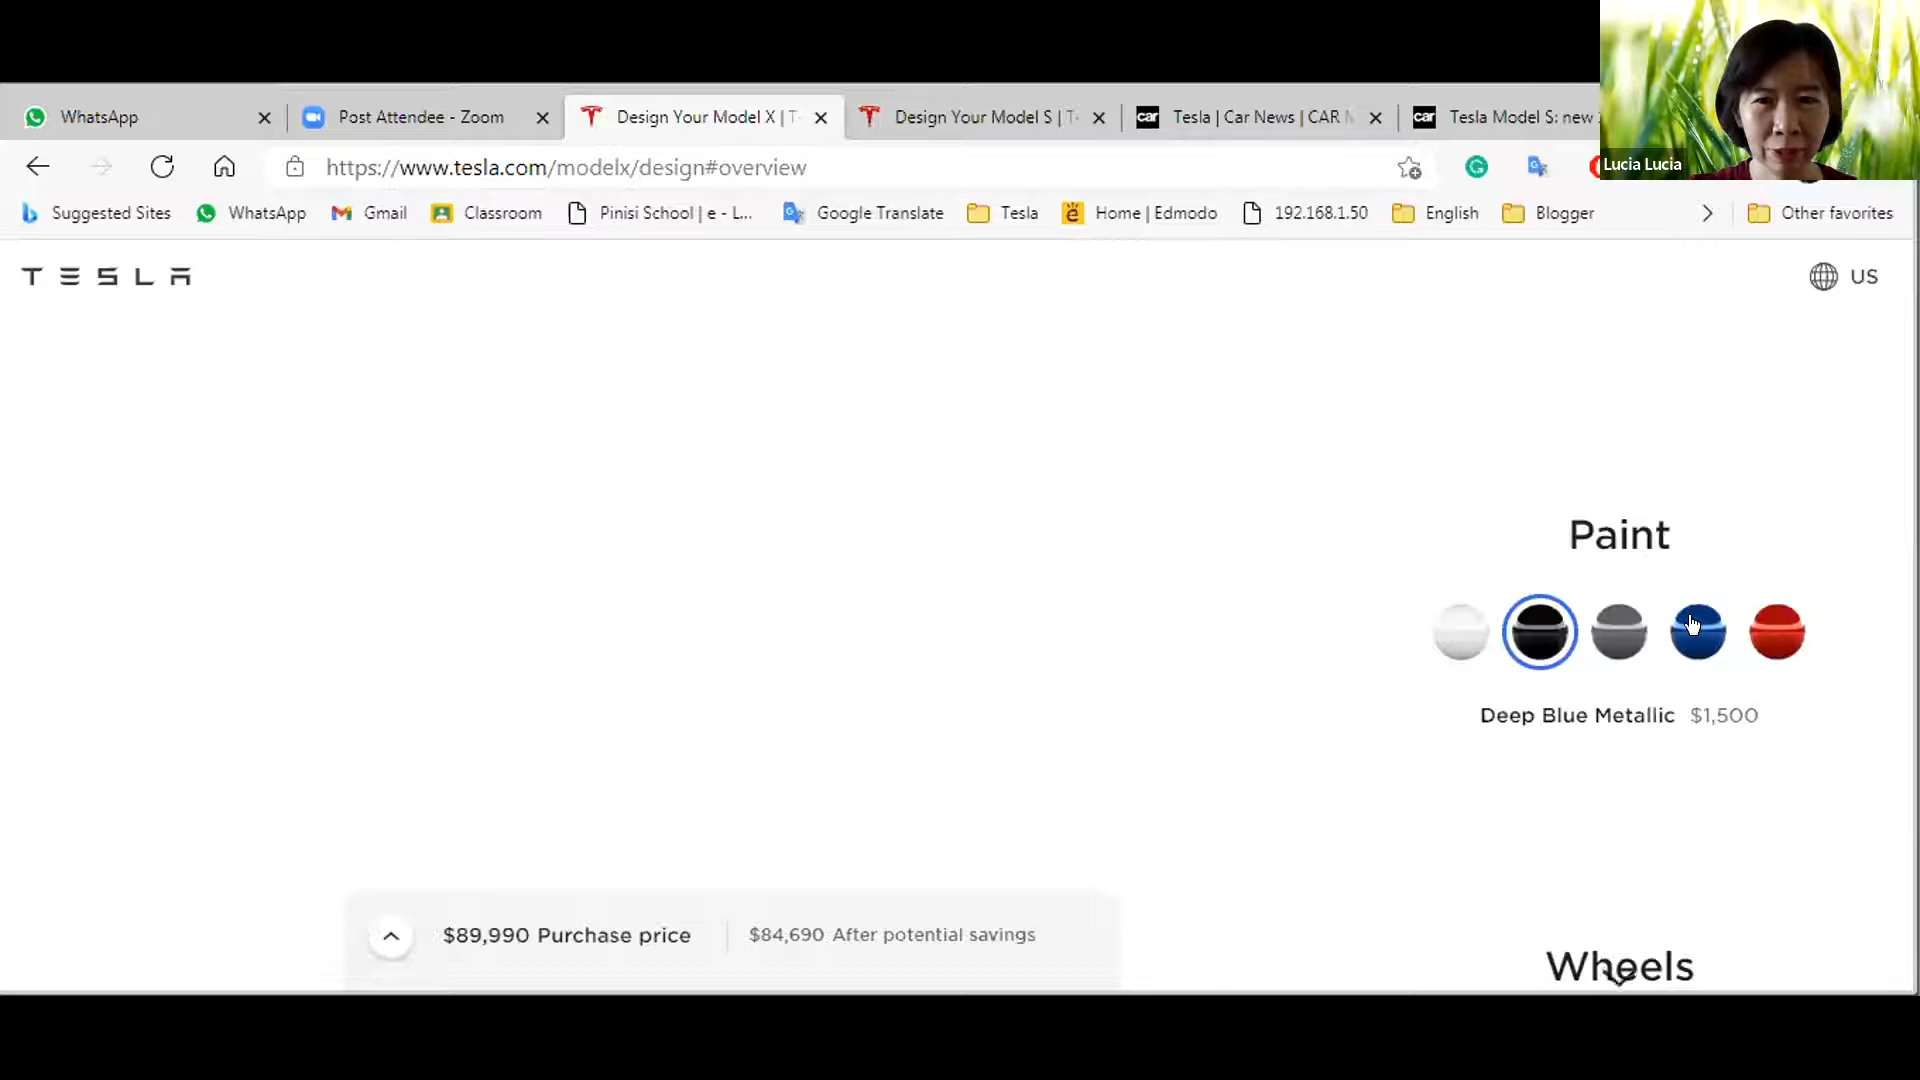 WhatsApp
Post Attendee - Zoom
Design Your Model X | T
Design Your Model S | T
Tesla | Car News | CAR
Tesla Model S: new
Lucia Lucia
https://www.tesla.com/modelx/design#overview
Suggested Sites
WhatsApp
Gmail
Classroom
Pinisi School | e - L...
Google Translate
Tesla
Home | Edmodo
192.168.1.50
English
Blogger
Other favorites
TESLA
US
Paint
Deep Blue Metallic $1,500
$89,990 Purchase price
$84,690 After potential savings
Wheels